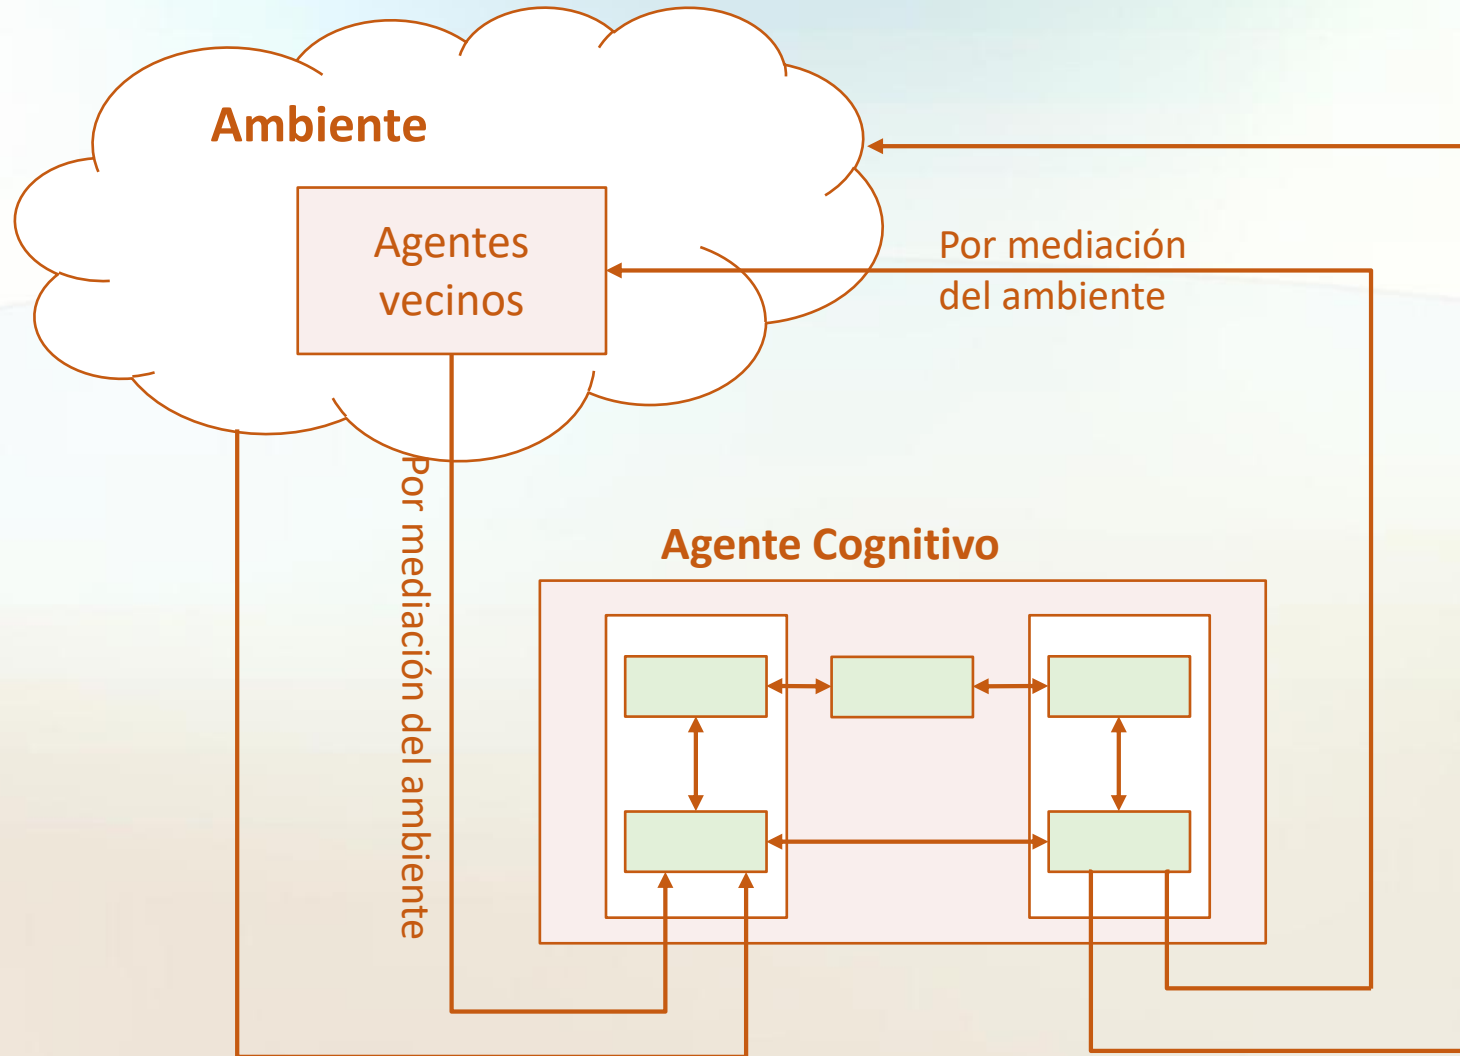 Ambiente
Agentes
vecinos
Por mediación
del ambiente
Por mediación del ambiente
Agente Cognitivo